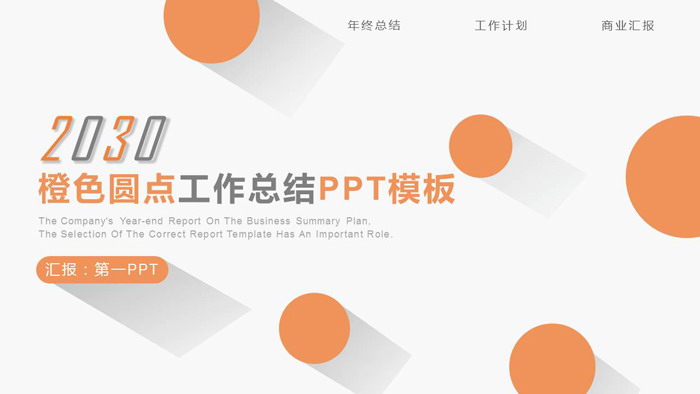 年终总结 工作计划 商业汇报
2030
橙色圆点工作总结PPT模板
The Company's Year-end Report On The Business Summary Plan,
The Selection Of The Correct Report Template Has An Important Role.
汇报：第一PPT